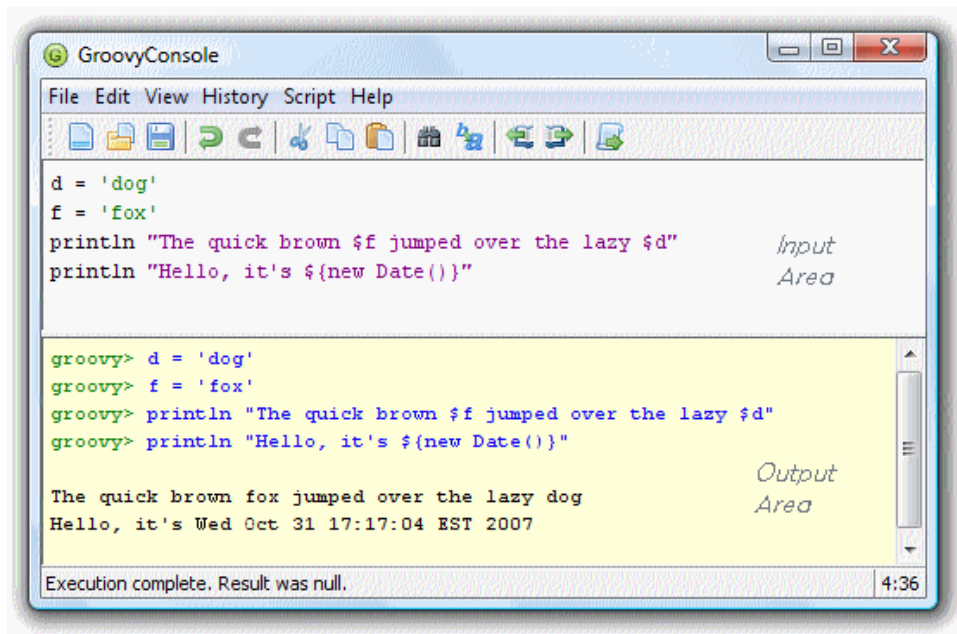 GroovyConsole
File Edit View History Script Help
d = 'dog'
f = 'fox'
println "The quick brown $f jumped over the lazy $d"
println "Hello, it's ${new Date()}"
Input
Area
groovy> d = 'dog'
groovy> f = 'fox'
groovy> println "The quick brown $f jumped over the lazy $d"
groovy> println "Hello, it's ${new Date()}"
The quick brown fox jumped over the lazy dog
Hello, it's Wed Oct 31 17:17:04 EST 2007
Output
Area
Execution complete. Result was null. 4:36